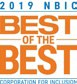 2019 NBIC
BEST
OF THE
BEST
CORPORATION FOR INCLUSION